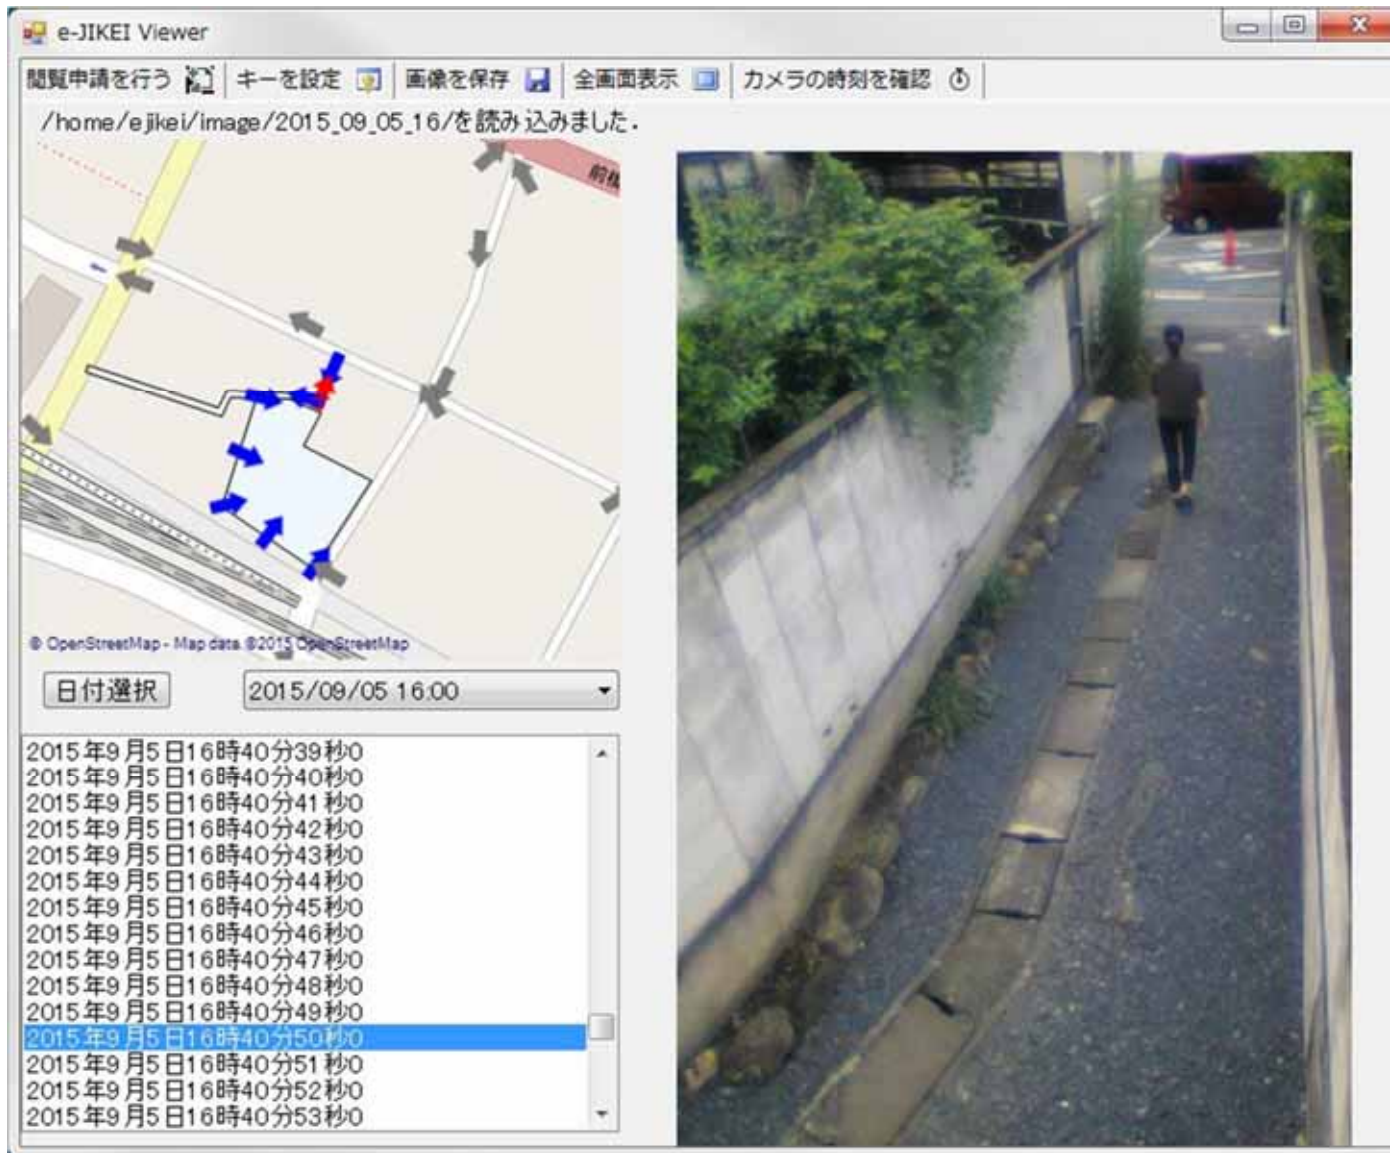 e-JIKEI Viewer
閲覧申請を行う キーを設定 画像を保存 全画面表示 カメラの時刻を確認
/home/ejikei/image/2015_09_05_16/を読み込みました.
前橋
© OpenStreetMap - Map data ©2015 OpenStreetMap
日付選択 2015/09/05 16:00
2015年9月5日16時40分39秒0
2015年9月5日16時40分40秒0
2015年9月5日16時40分41秒0
2015年9月5日16時40分42秒0
2015年9月5日16時40分43秒0
2015年9月5日16時40分44秒0
2015年9月5日16時40分45秒0
2015年9月5日16時40分46秒0
2015年9月5日16時40分47秒0
2015年9月5日16時40分48秒0
2015年9月5日16時40分49秒0
2015年9月5日16時40分50秒0
2015年9月5日16時40分51秒0
2015年9月5日16時40分52秒0
2015年9月5日16時40分53秒0